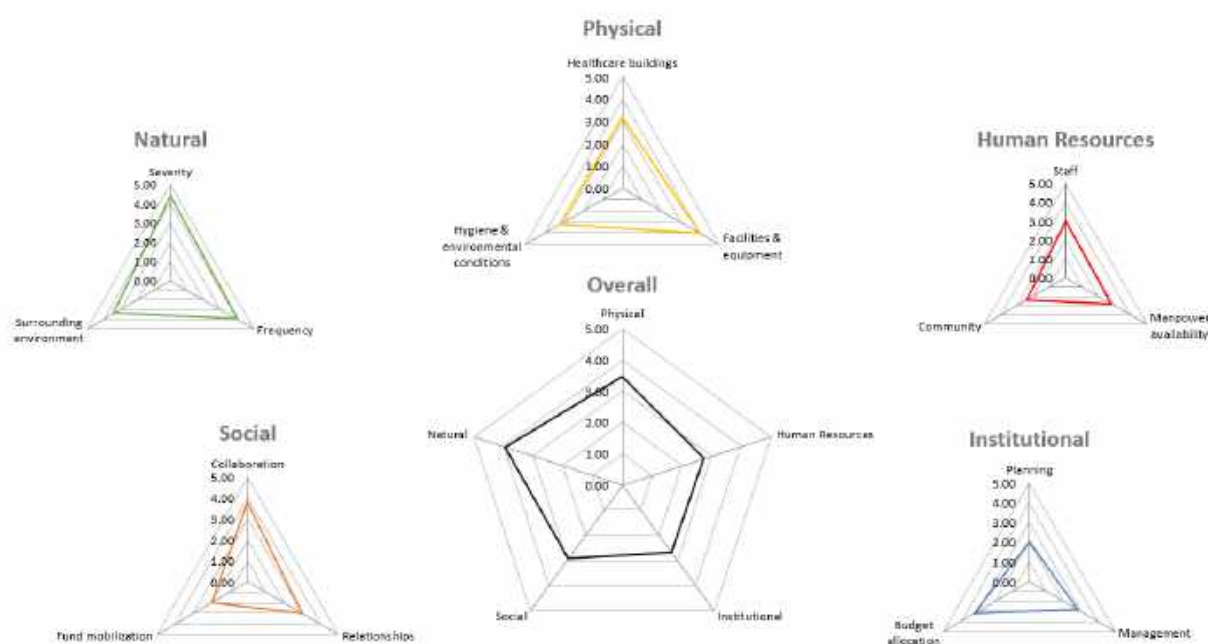 Physical
Healthcare buildings
5.00
4.00
3.00
2.00
1.00
0.00
Hygiene &
environmental
conditions
Facilities &
equipment
Natural
Severity
5.00
4.00
3.00
2.00
1.00
0.00
Surrounding
environment
Frequency
Human Resources
Staff
5.00
4.00
3.00
2.00
1.00
0.00
Community
Manpower
availability
Overall
Physical
5.00
4.00
3.00
2.00
1.00
0.00
Natural
Human Resources
Social
Institutional
Social
Collaboration
5.00
4.00
3.00
2.00
1.00
0.00
Fund mobilization
Relationships
Institutional
Planning
5.00
4.00
3.00
2.00
1.00
0.00
Budget
allocation
Management